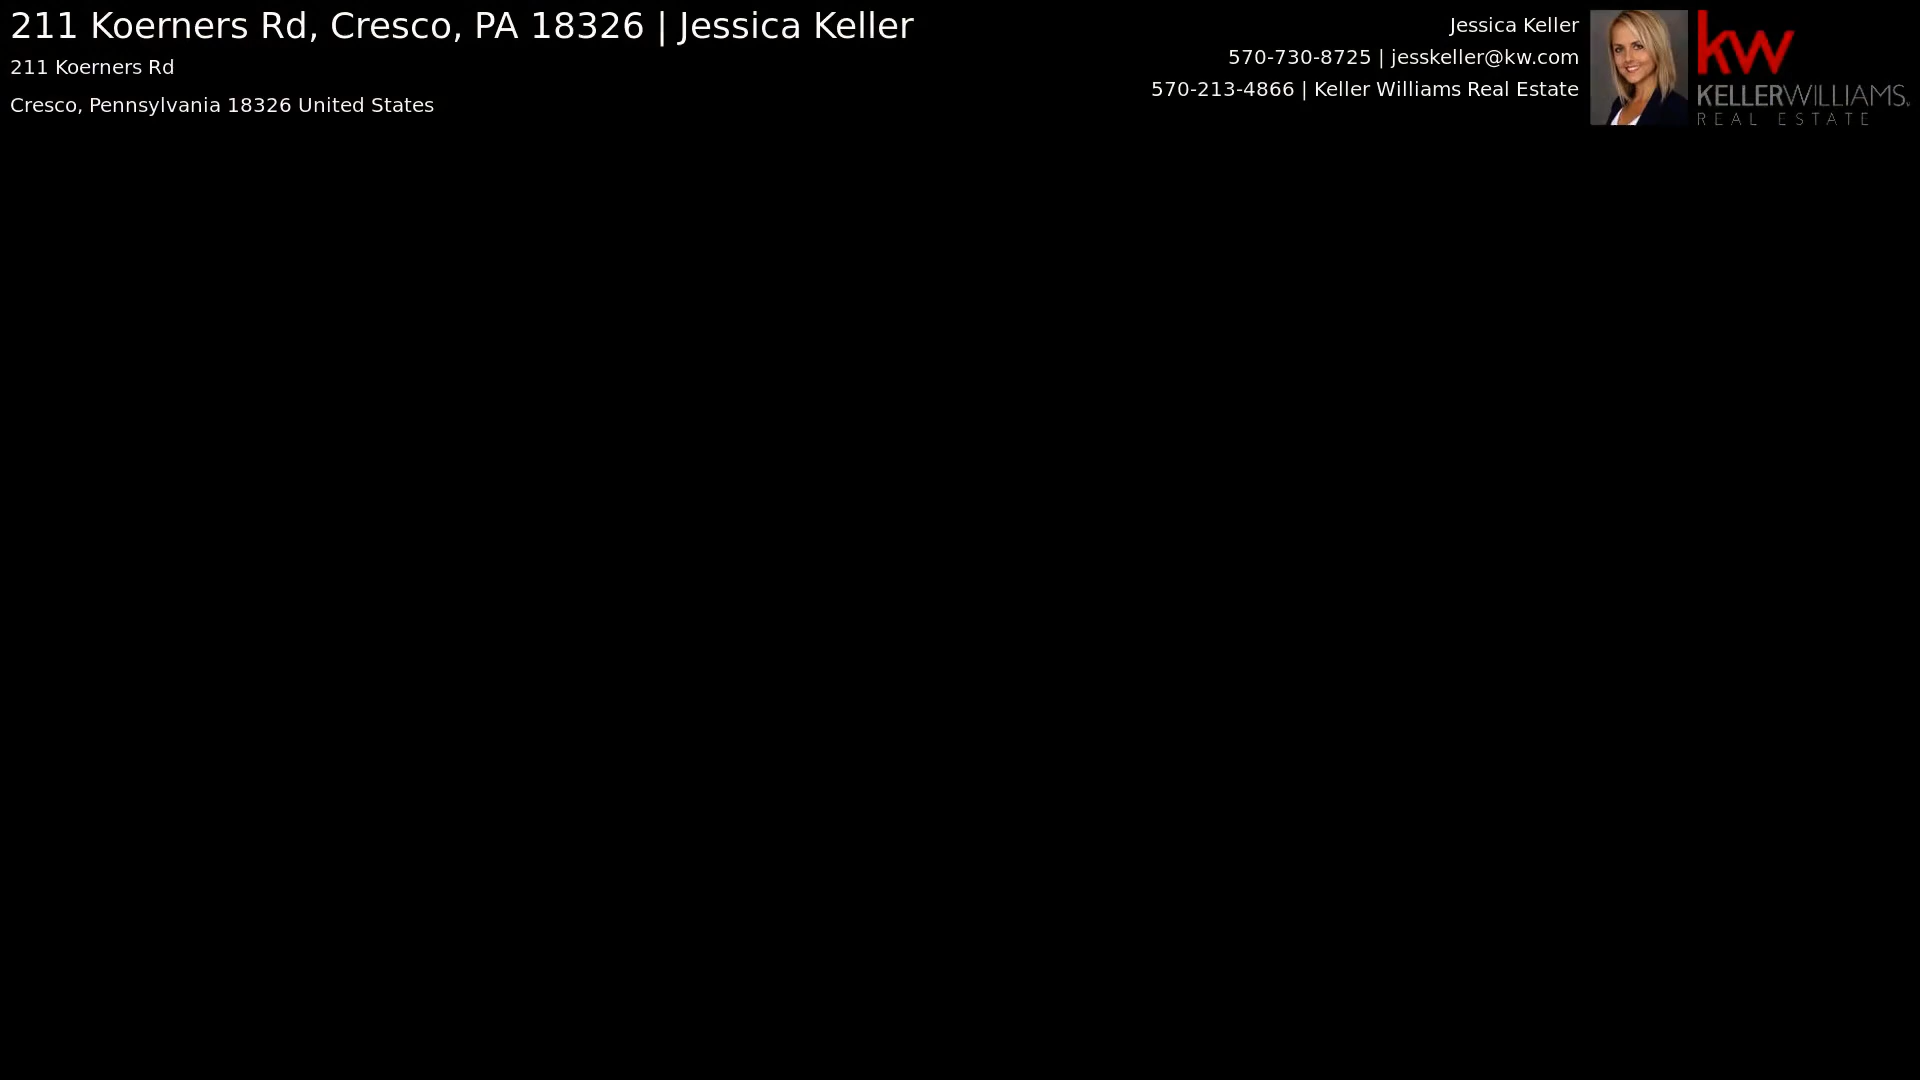 211 Koerners Rd, Cresco, PA 18326 | Jessica Keller
211 Koerners Rd
Cresco, Pennsylvania 18326 United States
Jessica Keller
570-730-8725 | jesskeller@kw.com
570-213-4866 | Keller Williams Real Estate
kw
KELLERWILLIAMS.
REAL ESTATE